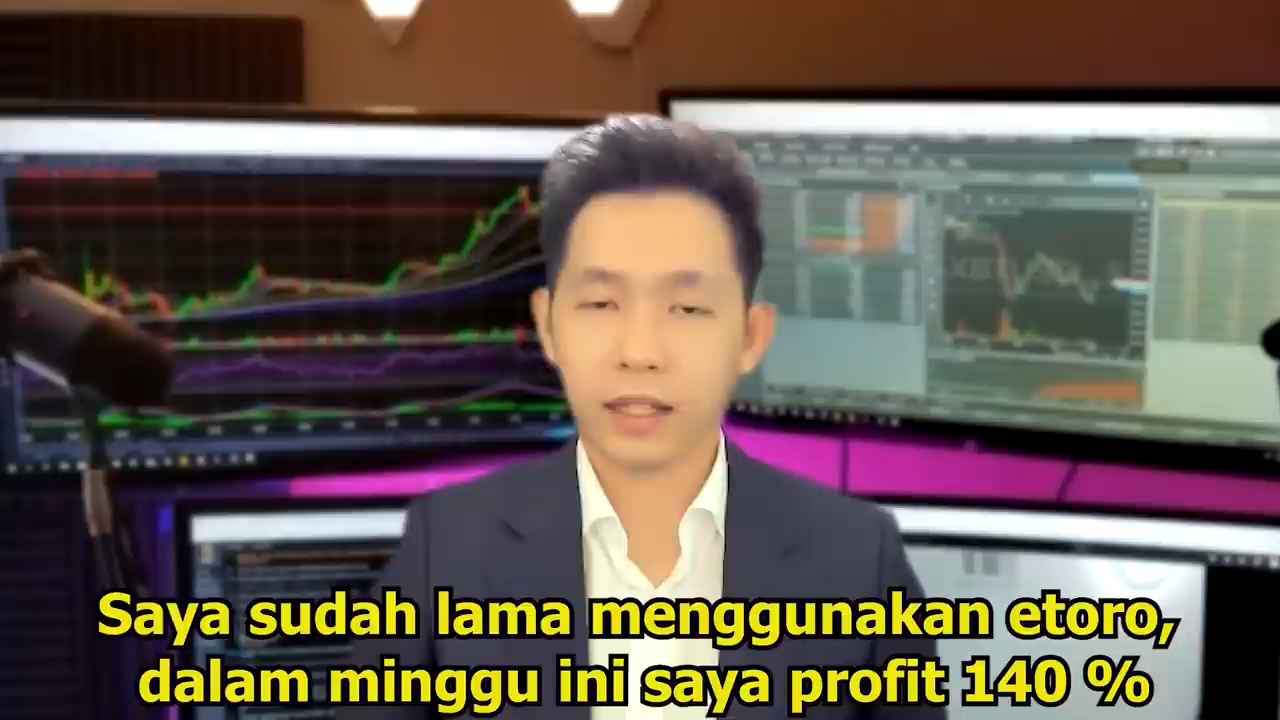 Saya sudah lama menggunakan etoro,
dalam minggu ini saya profit 140 %